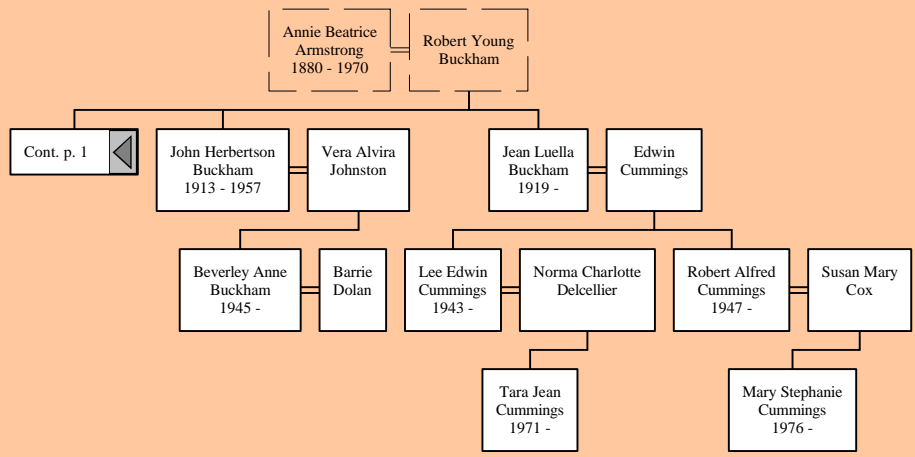 Annie Beatrice
Armstrong
1880 - 1970
Robert Young
Buckham
Cont. p. 1
John Herbertson
Buckham
1913 - 1957
Vera Alvira
Johnston
Jean Luella
Buckham
1919 -
Edwin
Cummings
Beverley Anne
Buckham
1945 -
Barrie
Dolan
Lee Edwin
Cummings
1943 -
Norma Charlotte
Delcellier
Robert Alfred
Cummings
1947 -
Susan Mary
Cox
Tara Jean
Cummings
1971 -
Mary Stephanie
Cummings
1976 -